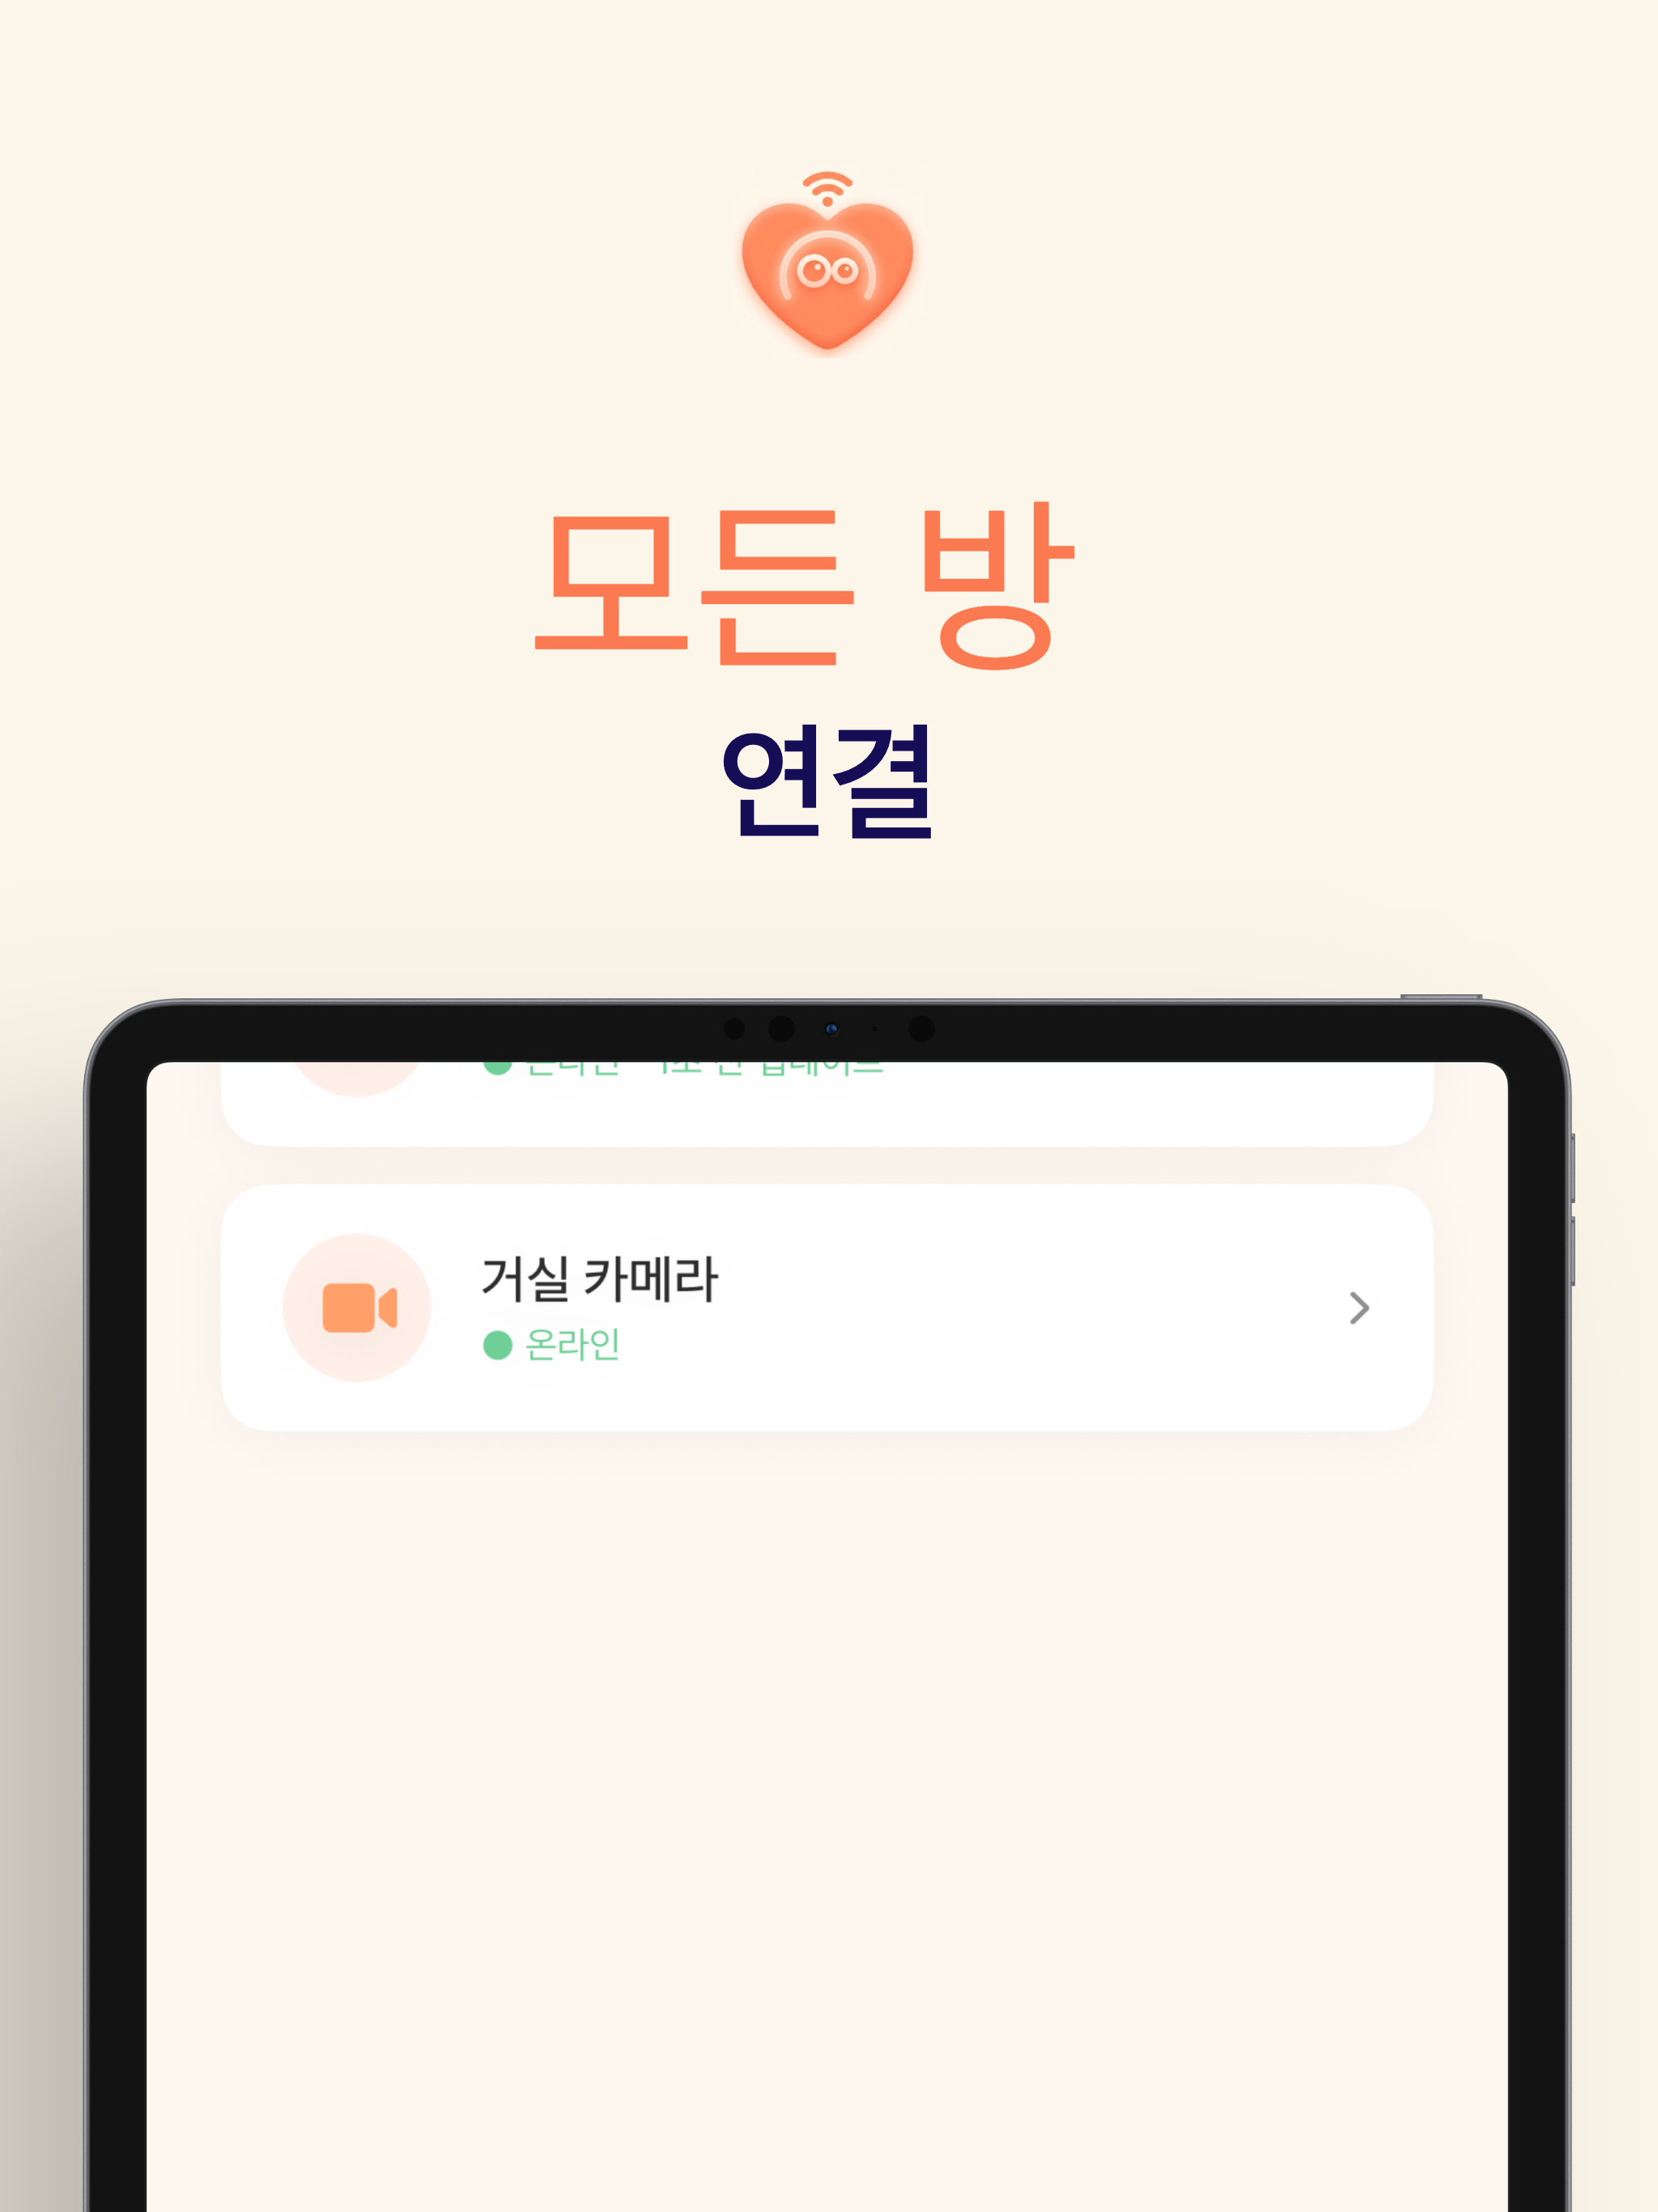 모든 방
연결
거실 카메라
온라인